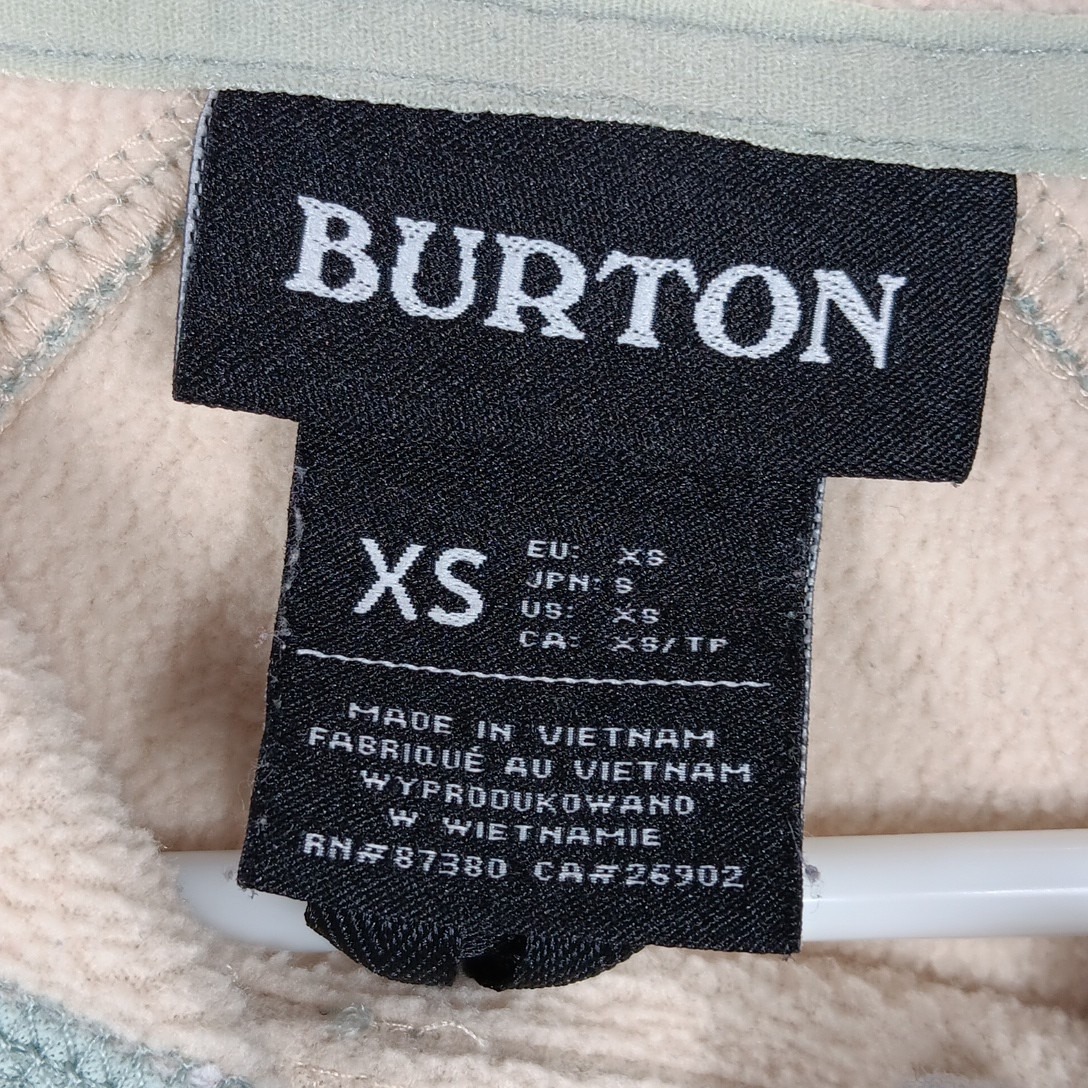 BURTON
XS
EU: XS
JPN: S
US: XS
CA: XS/TP
MADE IN VIETNAM
FABRIQUÉ AU VIETNAM
WYPRODUKOWANO
W WIETNAMIE
RN#87380 CA#26902